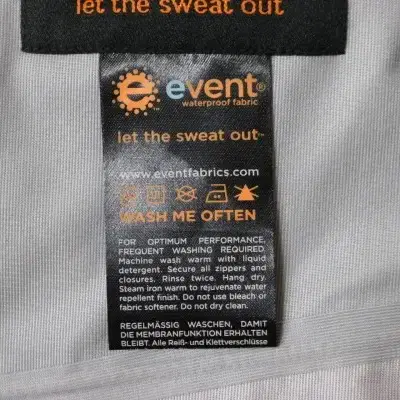 let the sweat out
event®
waterproof fabric
let the sweat out™
www.eventfabrics.com
WASH ME OFTEN
FOR OPTIMUM PERFORMANCE,
FREQUENT WASHING REQUIRED.
Machine wash warm with liquid
detergent. Secure all zippers and
closures. Rinse twice. Hang dry.
Steam iron warm to rejuvenate water
repellent finish. Do not use bleach or
fabric softener. Do not dry clean.
REGELMÄSSIG WASCHEN, DAMIT
DIE MEMBRANFUNKTION ERHALTEN
BLEIBT. Alle Reiß- und Klettverschlüsse